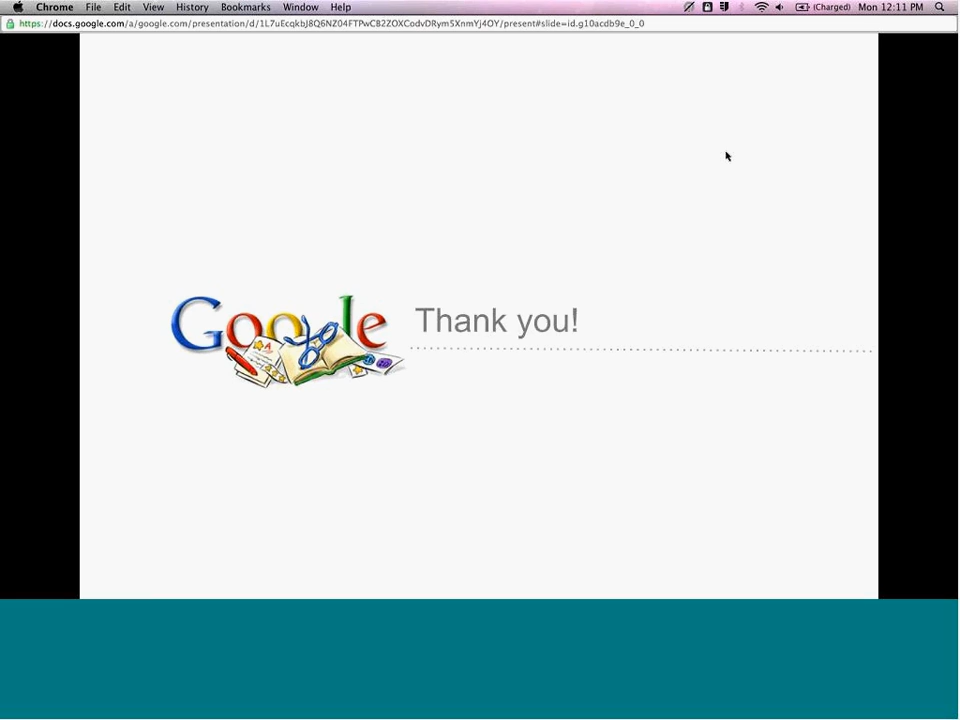 Chrome File Edit View History Bookmarks Window Help (Charged) Mon 12:11 PM
https://docs.google.com/a/google.com/presentation/d/1L7uEcqkbJ8Q6NZ04FTPwCB2ZOXCodvDRym5XnmYj4OY/present#slide=id.g10acdb9e_0_0
Google Thank you!